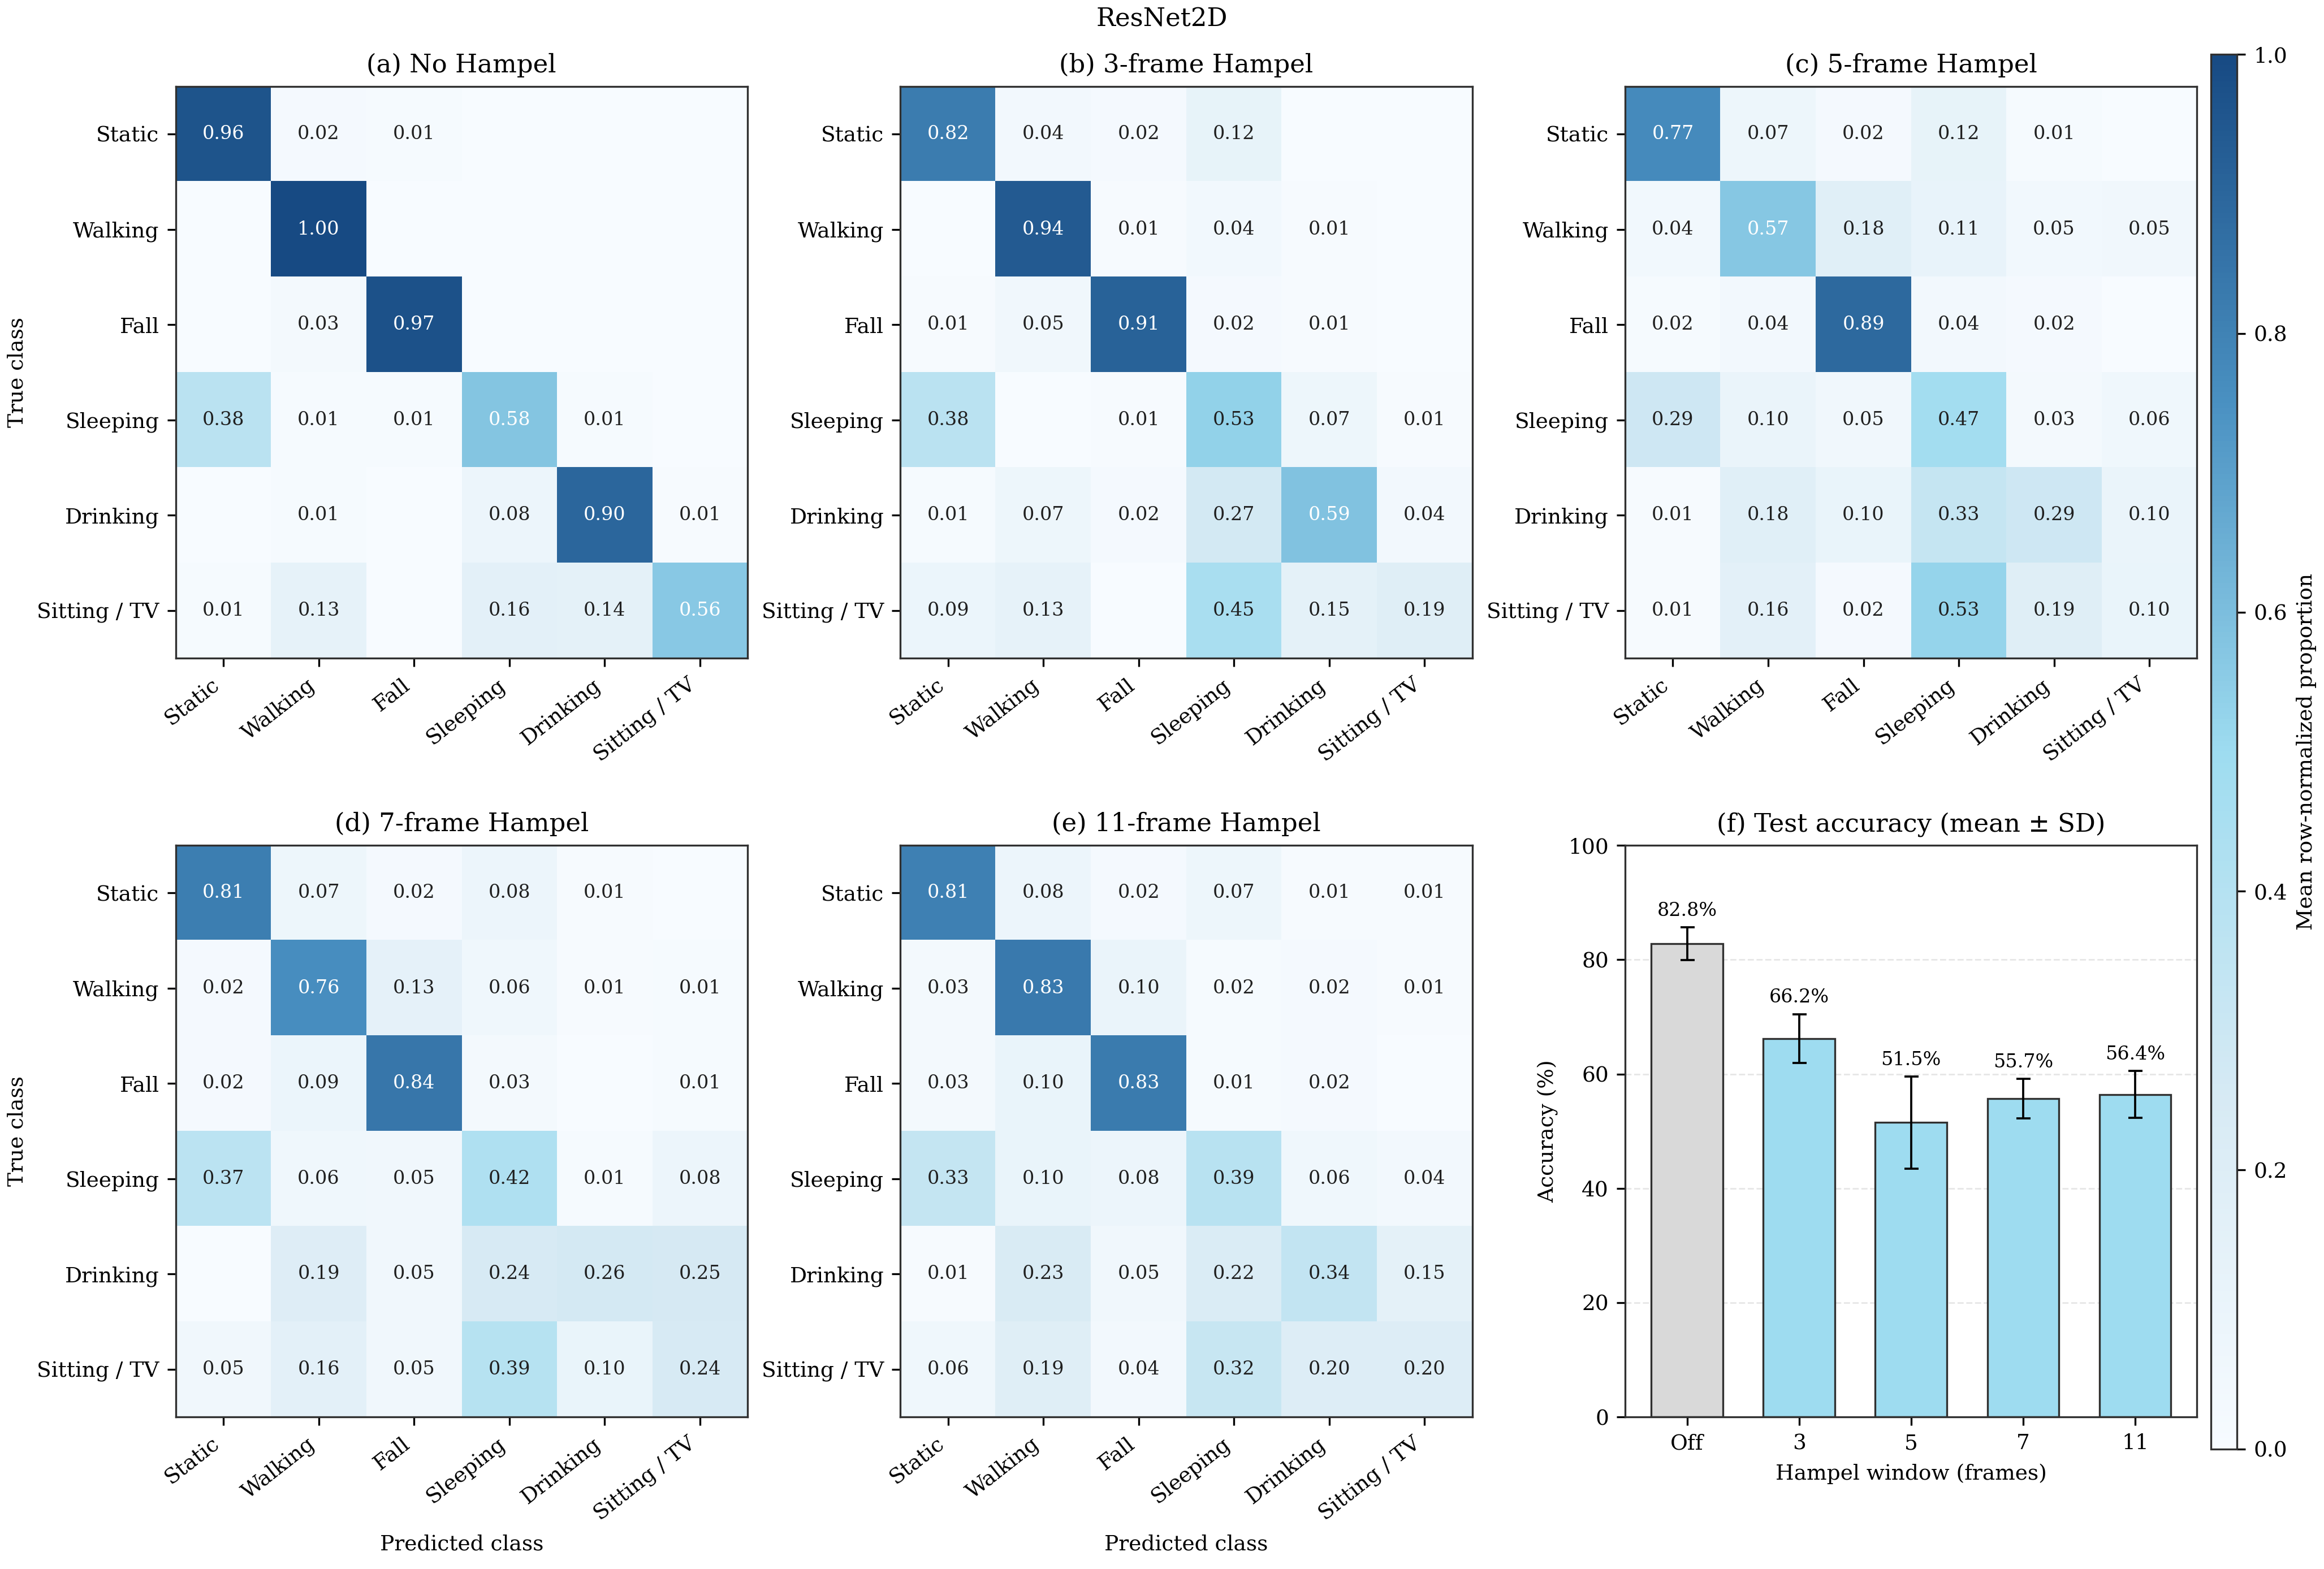 ResNet2D
(a) No Hampel
True class
Static 0.96 0.02 0.01
Walking 1.00
Fall 0.03 0.97
Sleeping 0.38 0.01 0.01 0.58 0.01
Drinking 0.01 0.08 0.90 0.01
Sitting / TV 0.01 0.13 0.16 0.14 0.56
Static Walking Fall Sleeping Drinking Sitting / TV
(b) 3-frame Hampel
Static 0.82 0.04 0.02 0.12
Walking 0.94 0.01 0.04 0.01
Fall 0.01 0.05 0.91 0.02 0.01
Sleeping 0.38 0.01 0.53 0.07 0.01
Drinking 0.01 0.07 0.02 0.27 0.59 0.04
Sitting / TV 0.09 0.13 0.45 0.15 0.19
Static Walking Fall Sleeping Drinking Sitting / TV
(c) 5-frame Hampel
Static 0.77 0.07 0.02 0.12 0.01
Walking 0.04 0.57 0.18 0.11 0.05 0.05
Fall 0.02 0.04 0.89 0.04 0.02
Sleeping 0.29 0.10 0.05 0.47 0.03 0.06
Drinking 0.01 0.18 0.10 0.33 0.29 0.10
Sitting / TV 0.01 0.16 0.02 0.53 0.19 0.10
Static Walking Fall Sleeping Drinking Sitting / TV
(d) 7-frame Hampel
True class
Static 0.81 0.07 0.02 0.08 0.01
Walking 0.02 0.76 0.13 0.06 0.01 0.01
Fall 0.02 0.09 0.84 0.03 0.01
Sleeping 0.37 0.06 0.05 0.42 0.01 0.08
Drinking 0.19 0.05 0.24 0.26 0.25
Sitting / TV 0.05 0.16 0.05 0.39 0.10 0.24
Static Walking Fall Sleeping Drinking Sitting / TV
Predicted class
(e) 11-frame Hampel
Static 0.81 0.08 0.02 0.07 0.01 0.01
Walking 0.03 0.83 0.10 0.02 0.02 0.01
Fall 0.03 0.10 0.83 0.01 0.02
Sleeping 0.33 0.10 0.08 0.39 0.06 0.04
Drinking 0.01 0.23 0.05 0.22 0.34 0.15
Sitting / TV 0.06 0.19 0.04 0.32 0.20 0.20
Static Walking Fall Sleeping Drinking Sitting / TV
Predicted class
(f) Test accuracy (mean ± SD)
Accuracy (%)
100
80
60
40
20
0
82.8%
66.2%
51.5%
55.7%
56.4%
Off 3 5 7 11
Hampel window (frames)
1.0
0.8
0.6
0.4
0.2
0.0
Mean row-normalized proportion